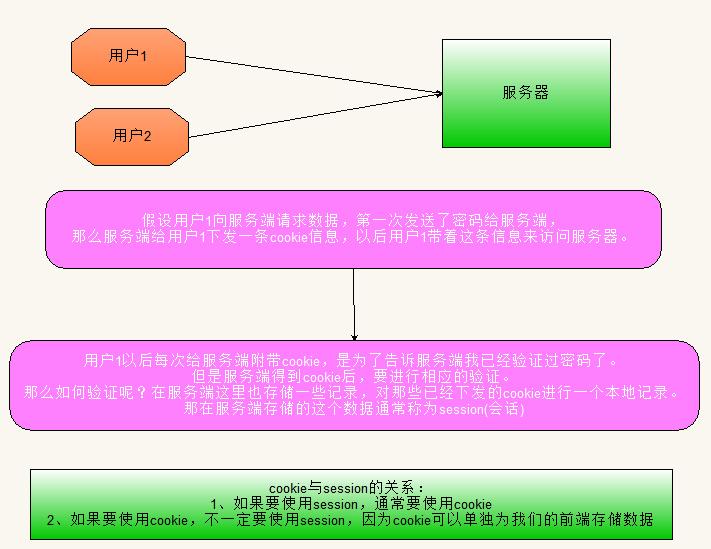 用户1
服务器
用户2
假设用户1向服务端请求数据，第一次发送了密码给服务端，
那么服务端给用户1下发一条cookie信息，以后用户1带着这条信息来访问服务器。
用户1以后每次给服务端附带cookie，是为了告诉服务端我已经验证过密码了。
但是服务端得到cookie后，要进行相应的验证。
那么如何验证呢？在服务端这里也存储一些记录，对那些已经下发的cookie进行一个本地记录。
那在服务端存储的这个数据通常称为session(会话)
cookie与session的关系：
1、如果要使用session，通常要使用cookie
2、如果要使用cookie，不一定要使用session，因为cookie可以单独为我们的前端存储数据